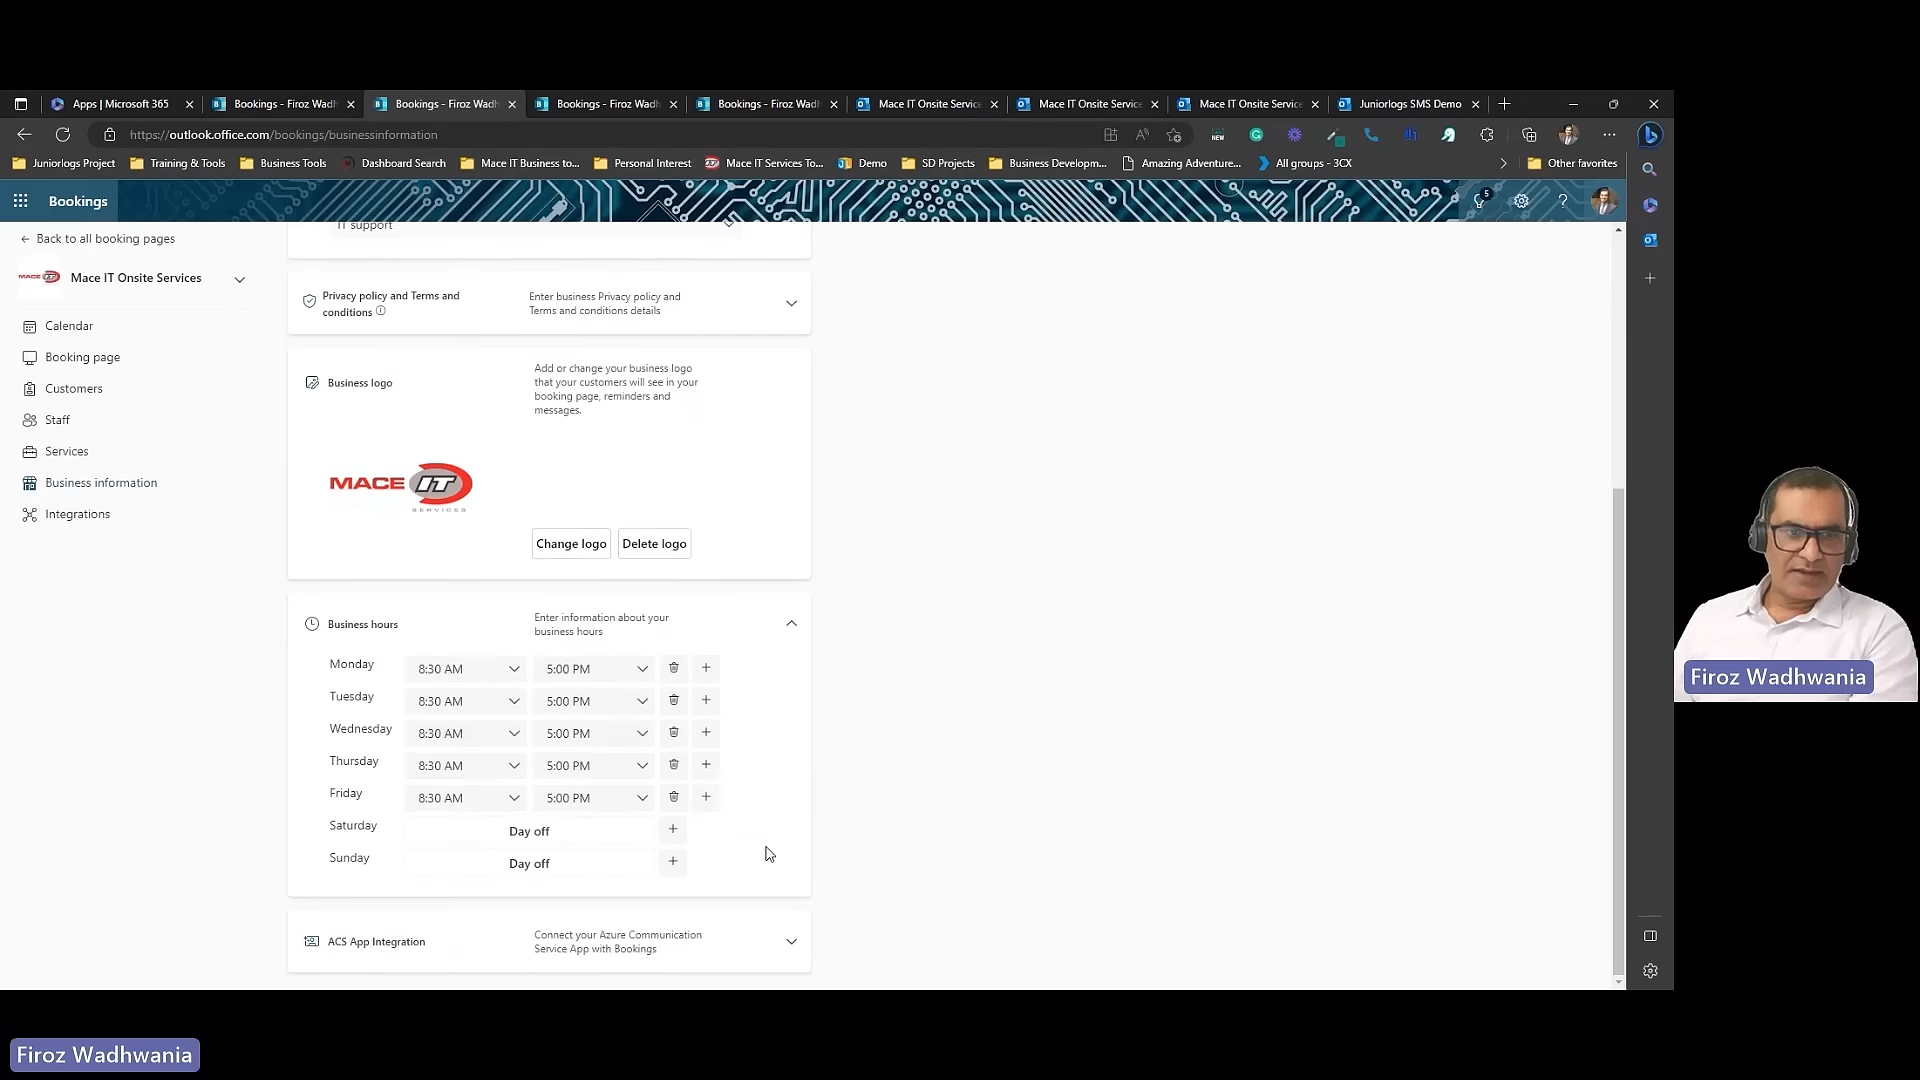 Apps | Microsoft 365
Bookings - Firoz Wadh
Bookings - Firoz Wadh
Bookings - Firoz Wadh
Bookings - Firoz Wadh
Mace IT Onsite Service
Mace IT Onsite Service
Mace IT Onsite Service
Juniorlogs SMS Demo
https://outlook.office.com/bookings/businessinformation
NEW
Juniorlogs Project
Training & Tools
Business Tools
Dashboard Search
Mace IT Business to...
Personal Interest
Mace IT Services To...
Demo
SD Projects
Business Developm...
Amazing Adventure...
All groups - 3CX
Other favorites
Bookings
5
?
Back to all booking pages
MACE IT
Mace IT Onsite Services
Calendar
Booking page
Customers
Staff
Services
Business information
Integrations
IT support
Privacy policy and Terms and
conditions
Enter business Privacy policy and
Terms and conditions details
Business logo
Add or change your business logo
that your customers will see in your
booking page, reminders and
messages.
MACE IT
SERVICES
Change logo
Delete logo
Business hours
Enter information about your
business hours
Monday 8:30 AM 5:00 PM
Tuesday 8:30 AM 5:00 PM
Wednesday 8:30 AM 5:00 PM
Thursday 8:30 AM 5:00 PM
Friday 8:30 AM 5:00 PM
Saturday Day off
Sunday Day off
ACS App Integration
Connect your Azure Communication
Service App with Bookings
Firoz Wadhwania
Firoz Wadhwania